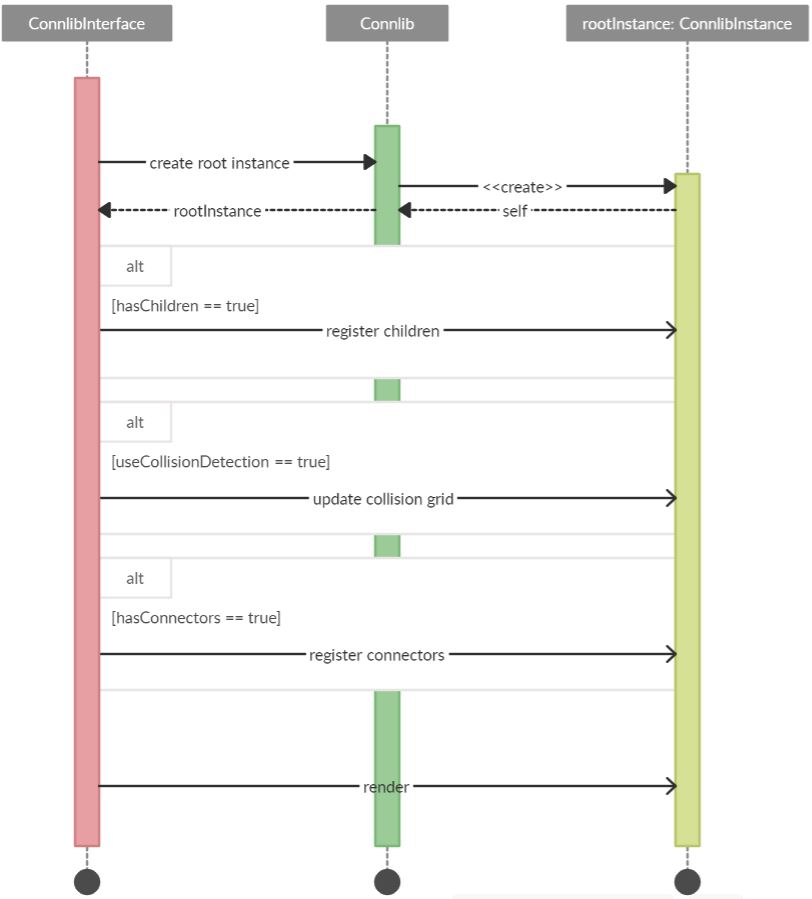 ConnlibInterface
Connlib
rootInstance: ConnlibInstance
create root instance
<<create>>
rootInstance
self
alt
[hasChildren == true]
register children
alt
[useCollisionDetection == true]
update collision grid
alt
[hasConnectors == true]
register connectors
render